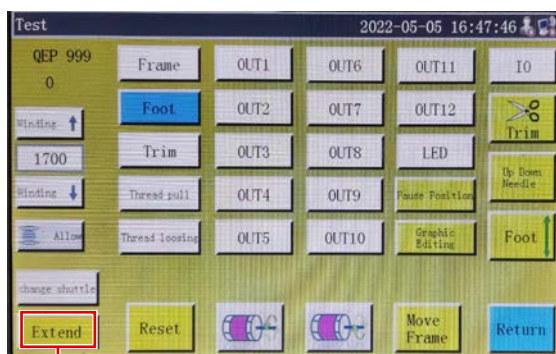 Test
2022-05-05 16:47:46
QEP 999
0
Frame
OUT1
OUT6
OUT11
IO
Winding
Foot
OUT2
OUT7
OUT12
Trim
1700
Trim
OUT3
OUT8
LED
Up Down
Needle
Winding
Thread pull
OUT4
OUT9
Pause Position
Allow
Thread loosing
OUT5
OUT10
Graphic
Editing
Foot
change shuttle
Extend
Reset
Move
Frame
Return